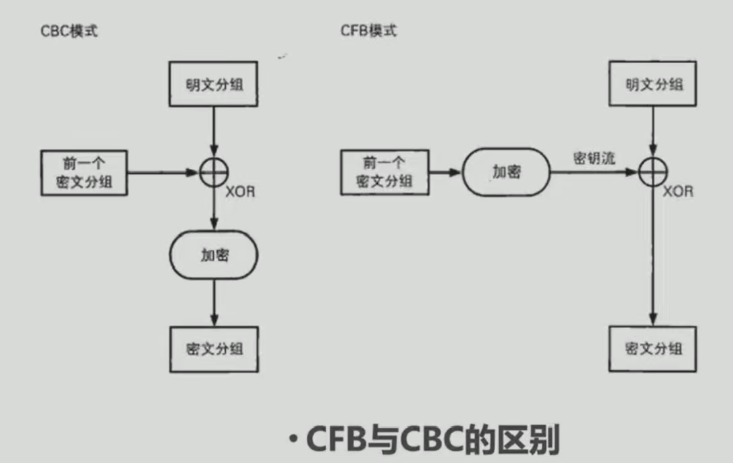 CBC模式
CFB模式
明文分组
前一个
密文分组
XOR
加密
密文分组
明文分组
前一个
密文分组
加密
密钥流
XOR
密文分组
•CFB与CBC的区别